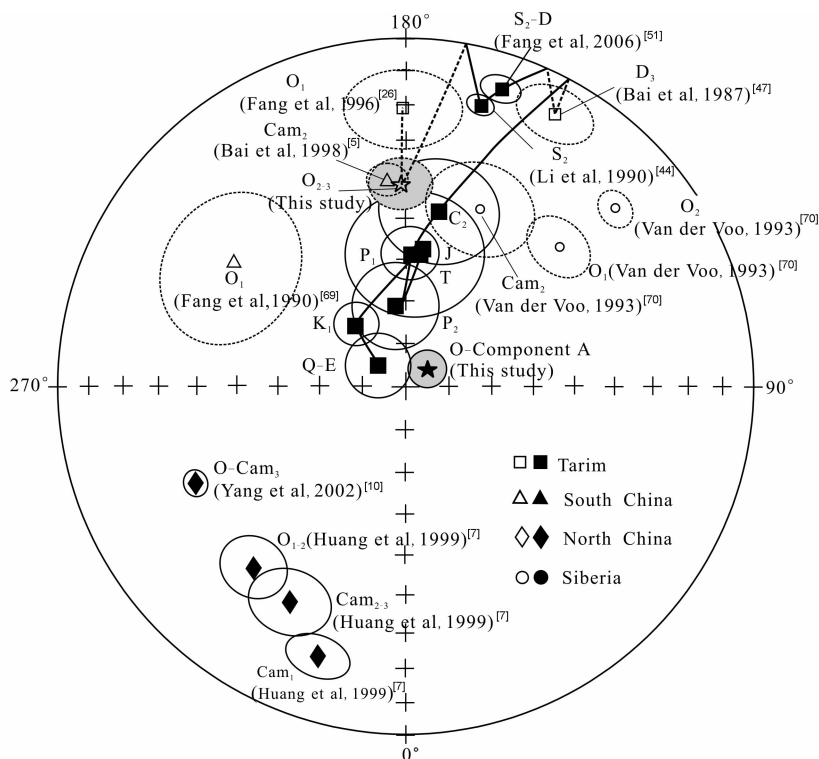 180°
S₂-D
(Fang et al, 2006)[51]
O₁
(Fang et al, 1996)[26]
D₃
(Bai et al, 1987)[47]
Cam₂
(Bai et al, 1998)[5]
S₂
(Li et al, 1990)[44]
O₂₋₃
(This study)
C₂
O₂
(Van der Voo, 1993)[70]
P₁
J
O₁(Van der Voo, 1993)[70]
O₁
(Fang et al,1990)[69]
T
Cam₂
(Van der Voo, 1993)[70]
K₁
P₂
Q-E
O-Component A
(This study)
270°
90°
O-Cam₃
(Yang et al, 2002)[10]
Tarim
South China
O₁₋₂(Huang et al, 1999)[7]
North China
Siberia
Cam₂₋₃
(Huang et al, 1999)[7]
Cam₁
(Huang et al, 1999)[7]
0°